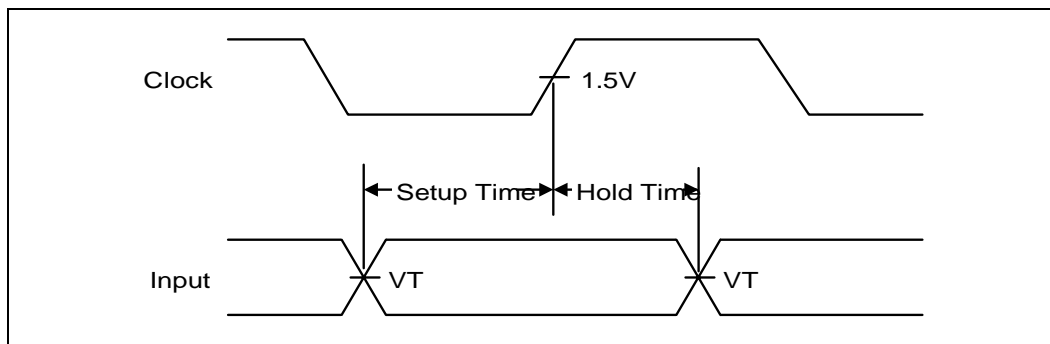 Clock
1.5V
Setup Time
Hold Time
Input
VT
VT